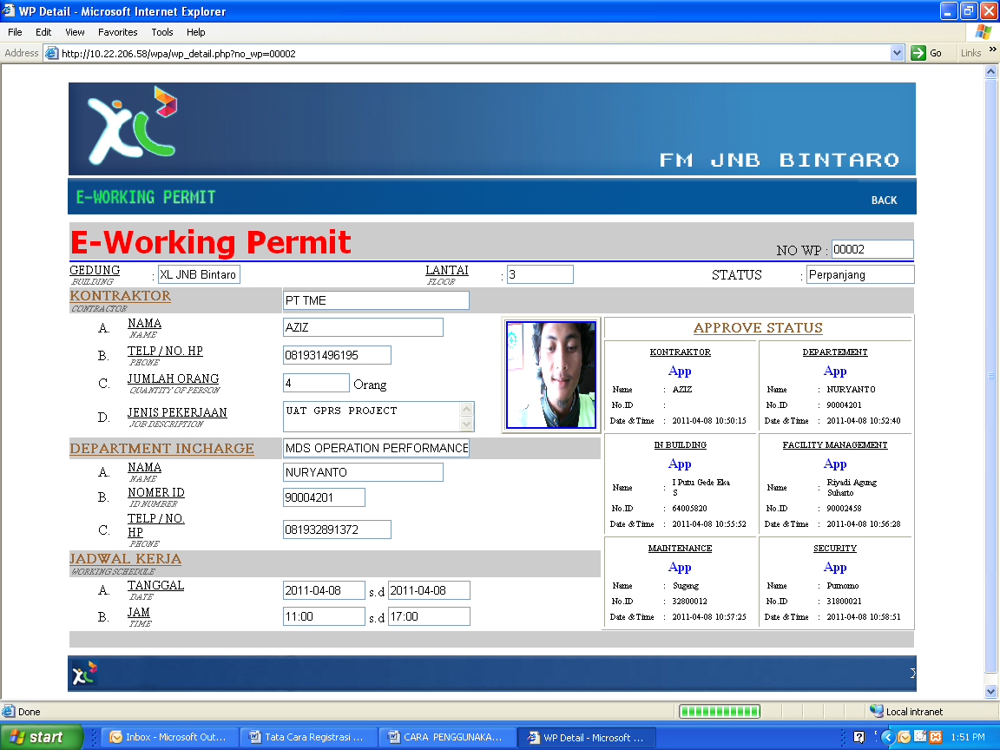 WP Detail - Microsoft Internet Explorer
File Edit View Favorites Tools Help
Address http://10.22.206.58/wpa/wp_detail.php?no_wp=00002 Go Links »
XL
FM JNB BINTARO
E-WORKING PERMIT BACK
E-Working Permit
NO WP : 00002
GEDUNG : XL JNB Bintaro LANTAI : 3 STATUS : Perpanjang
BUILDING FLOOR
KONTRAKTOR PT TME
CONTRACTOR
A. NAMA AZIZ
NAME
B. TELP / NO. HP 081931496195
PHONE
C. JUMLAH ORANG 4 Orang
QUANTITY OF PERSON
D. JENIS PEKERJAAN UAT GPRS PROJECT
JOB DESCRIPTION
DEPARTMENT INCHARGE MDS OPERATION PERFORMANCE
A. NAMA NURYANTO
NAME
B. NOMER ID 90004201
ID NUMBER
C. TELP / NO.
HP 081932891372
PHONE
JADWAL KERJA
WORKING SCHEDULE
A. TANGGAL 2011-04-08 s.d 2011-04-08
DATE
B. JAM 11:00 s.d 17:00
TIME
APPROVE STATUS
KONTRAKTOR
App
Name : AZIZ
No.ID :
Date &Time : 2011-04-08 10:50:15
DEPARTEMENT
App
Name : NURYANTO
No.ID : 90004201
Date &Time : 2011-04-08 10:52:40
IN BUILDING
App
Name : I Putu Gede Eka
S
No.ID : 64005820
Date &Time : 2011-04-08 10:55:52
FACILITY MANAGEMENT
App
Name : Riyadi Agung
Suharto
No.ID : 90002458
Date &Time : 2011-04-08 10:56:28
MAINTENANCE
App
Name : Sugeng
No.ID : 32800012
Date &Time : 2011-04-08 10:57:25
SECURITY
App
Name : Purnomo
No.ID : 31800021
Date &Time : 2011-04-08 10:58:51
XL
Done Local intranet
start Inbox - Microsoft Out... Tata Cara Registrasi ... CARA PENGGUNAKA... WP Detail - Microsoft ... 1:51 PM